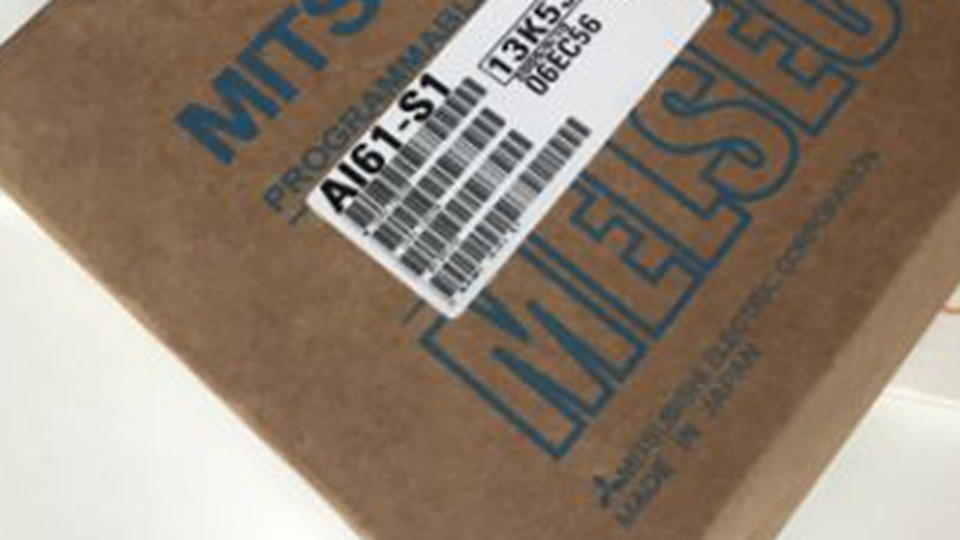 MITS
PROGRAMMABL
AI61-S1
13K5
06EC56
MELSEC
MITSUBISHI ELECTRIC CORPORATION
MADE IN JAPAN